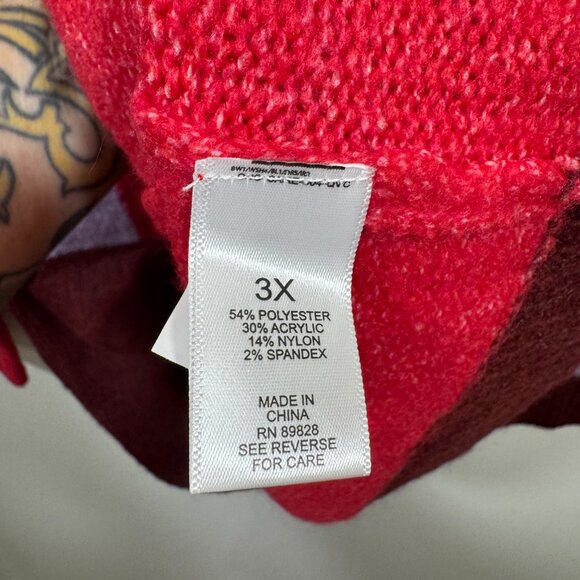 3X
54% POLYESTER
30% ACRYLIC
14% NYLON
2% SPANDEX
MADE IN
CHINA
RN 89828
SEE REVERSE
FOR CARE